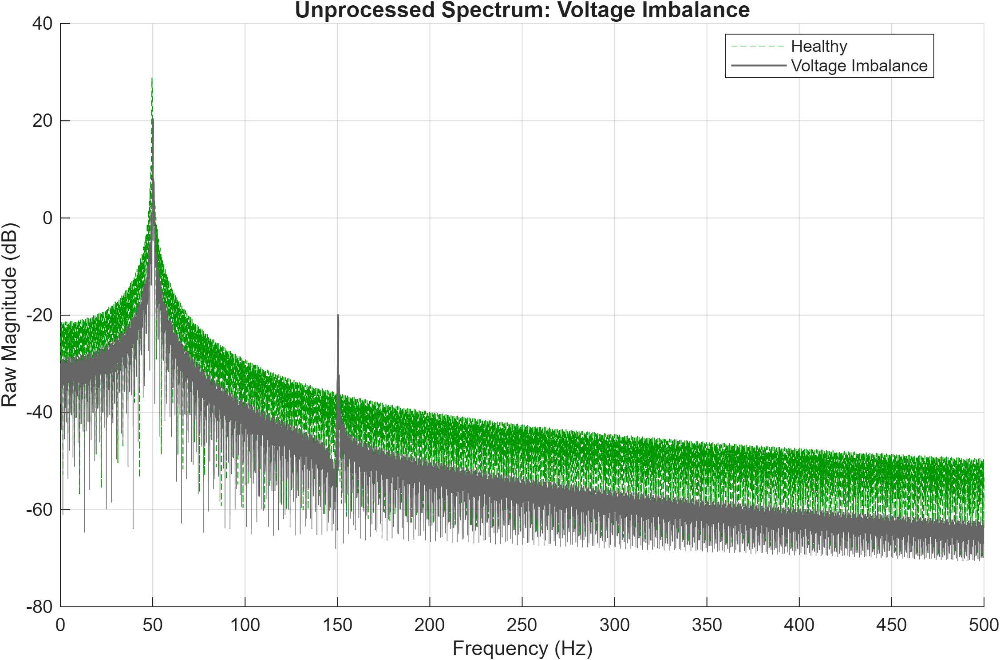 Unprocessed Spectrum: Voltage Imbalance
Healthy
Voltage Imbalance
Raw Magnitude (dB)
40
20
0
-20
-40
-60
-80
0 50 100 150 200 250 300 350 400 450 500
Frequency (Hz)